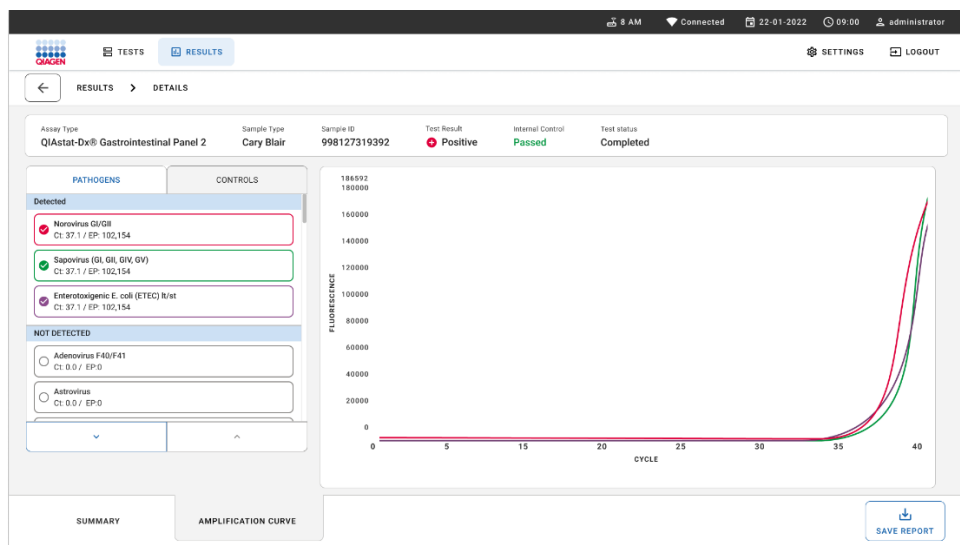 8 AM Connected 22-01-2022 09:00 administrator
QIAGEN TESTS RESULTS SETTINGS LOGOUT
RESULTS > DETAILS
Assay Type Sample Type Sample ID Test Result Internal Control Test status
QIAstat-Dx® Gastrointestinal Panel 2 Cary Blair 998127319392 Positive Passed Completed
PATHOGENS CONTROLS
Detected
Norovirus GI/GII
Ct: 37.1 / EP: 102,154
Sapovirus (GI, GII, GIV, GV)
Ct: 37.1 / EP: 102,154
Enterotoxigenic E. coli (ETEC) lt/st
Ct: 37.1 / EP: 102,154
NOT DETECTED
Adenovirus F40/F41
Ct: 0.0 / EP:0
Astrovirus
Ct: 0.0 / EP:0
186592
180000
160000
140000
120000
100000
80000
60000
40000
20000
0
FLUORESCENCE
0 5 15 20 25 30 35 40
CYCLE
SUMMARY AMPLIFICATION CURVE
SAVE REPORT